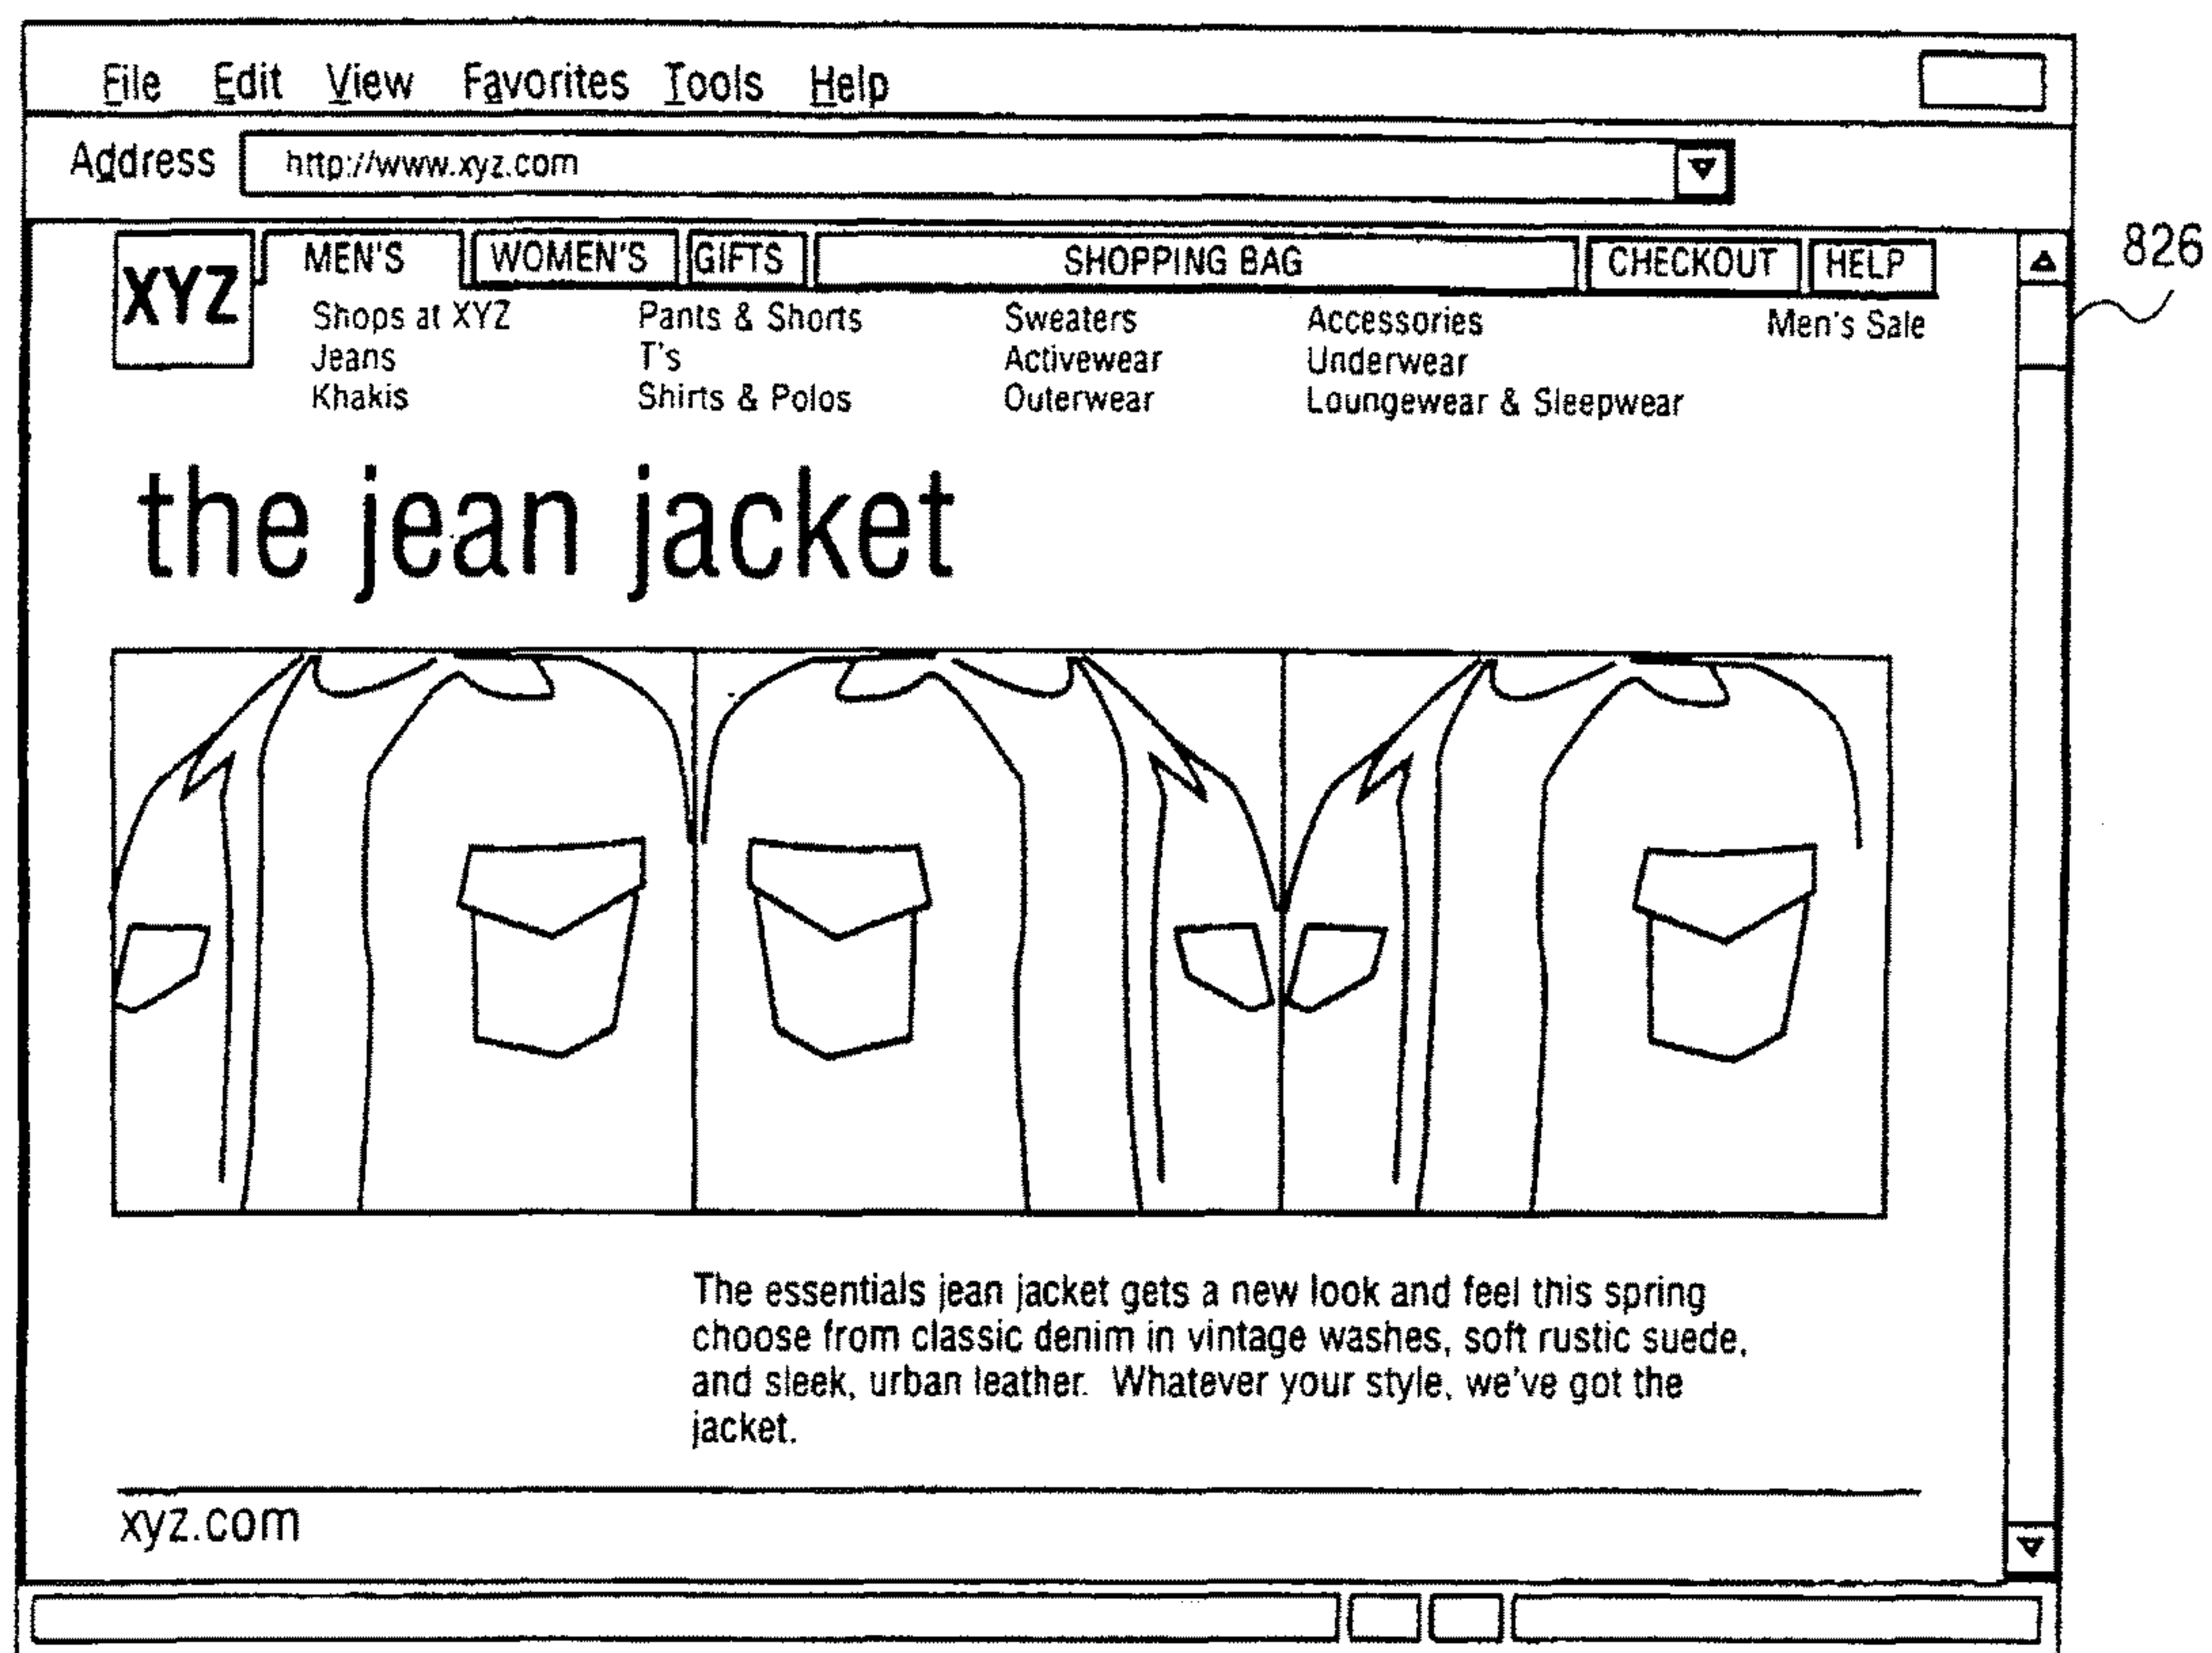 File Edit View Favorites Tools Help
Address http://www.xyz.com
826
XYZ MEN'S WOMEN'S GIFTS SHOPPING BAG CHECKOUT HELP
Shops at XYZ Pants & Shorts Sweaters Accessories Men's Sale
Jeans T's Activewear Underwear
Khakis Shirts & Polos Outerwear Loungewear & Sleepwear
the jean jacket
The essentials jean jacket gets a new look and feel this spring
choose from classic denim in vintage washes, soft rustic suede,
and sleek, urban leather. Whatever your style, we've got the
jacket.
xyz.com